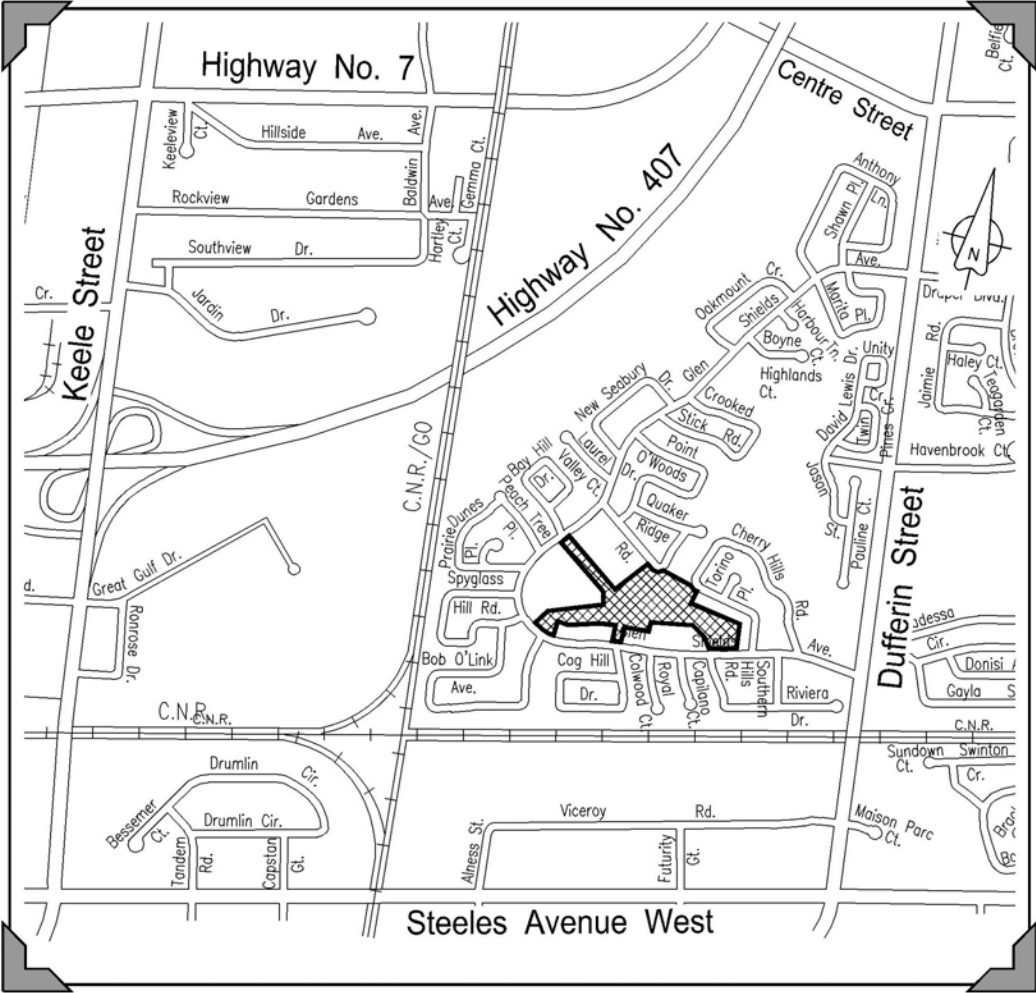 Highway No. 7
Centre Street
Belfie
Ct.
Keeleview
Ct.
Hillside Ave.
Ave.
Baldwin
Gemma Ct.
Rockview Gardens
Ave.
Hartley
Ct.
Southview Dr.
Cr.
Jardin Dr.
Keele Street
Highway No. 407
Anthony
Ln.
Shawn Pl.
Ave.
N
Marita
Pl.
Oakmount Cr.
Shields
Harbour Tn.
Boyne
Ct.
Highlands
Ct.
Draper Blvd.
Jaimie Rd.
Haley Ct.
Teagarden
Ct.
Unity
Cr.
David Lewis Dr.
Twin
Pines Cr.
Havenbrook Ct.
Glen
New Seabury
Dr.
Crooked
Stick Rd.
Point
O'Woods
Laurel
Valley Ct.
Bay Hill
Dr.
Dr.
Quaker
Ridge
Rd.
Peach Tree
Pl.
Prairie Dunes
Pl.
Spyglass
Hill Rd.
Jason
St.
Pauline Ct.
Cherry Hills
Rd.
Torino
Pl.
C.N.R./GO
Great Gulf Dr.
d.
Ronrose Dr.
Glen
Shields
Ave.
Bob O'Link
Ave.
Cog Hill
Dr.
Colwood
Ct.
Royal
Ct.
Capilano
Rd.
Hills
Southern
Riviera
Dr.
Dufferin Street
Cir.
Donisi A
Gayla S
C.N.R.
C.N.R.
C.N.R.
Sundown
Ct.
Swinton
Cr.
Drumlin Cir.
Bessemer
Ct.
Drumlin Cir.
Tandem
Rd.
Capstan
Gt.
Viceroy Rd.
Alness St.
Futurity
Gt.
Maison Parc
Ct.
Steeles Avenue West